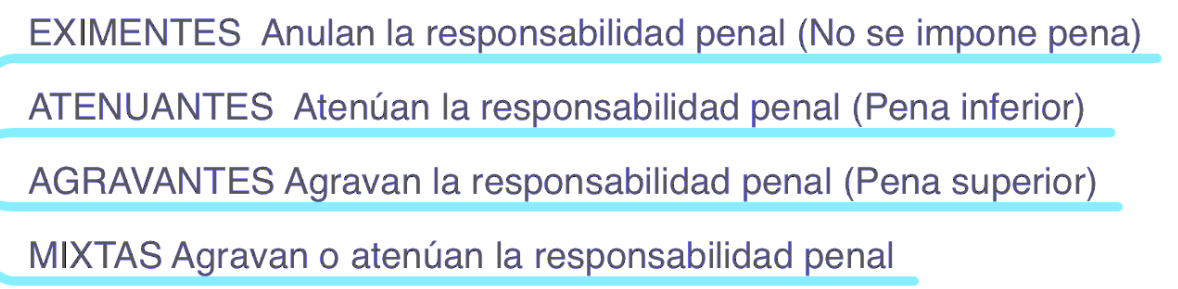 EXIMENTES Anulan la responsabilidad penal (No se impone pena)
ATENUANTES Atenúan la responsabilidad penal (Pena inferior)
AGRAVANTES Agravan la responsabilidad penal (Pena superior)
MIXTAS Agravan o atenúan la responsabilidad penal